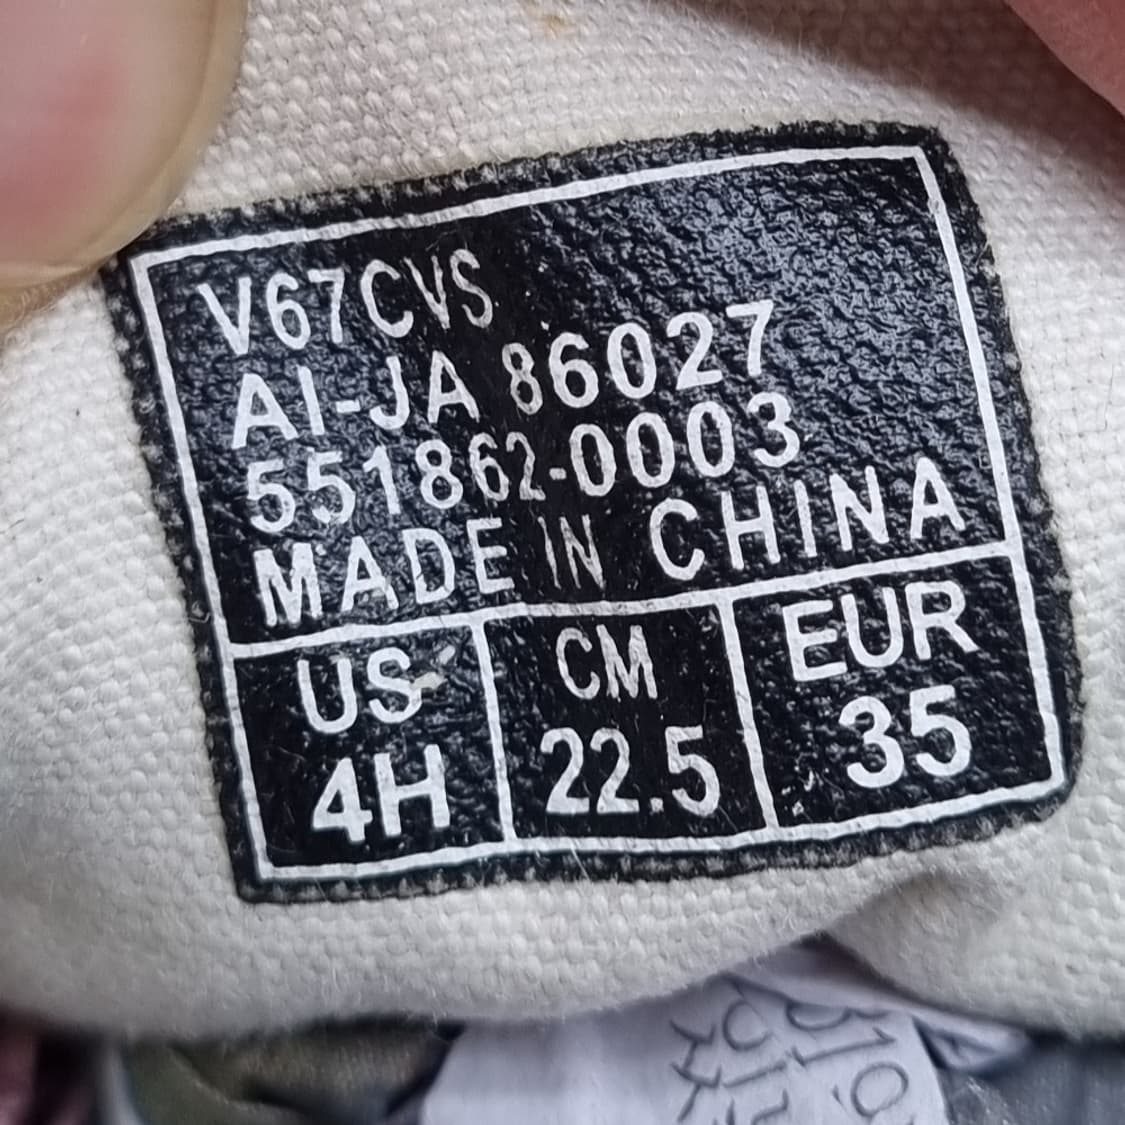 V67CVS
AI-JA 86027
551862-0003
MADE IN CHINA
US CM EUR
4H 22.5 35